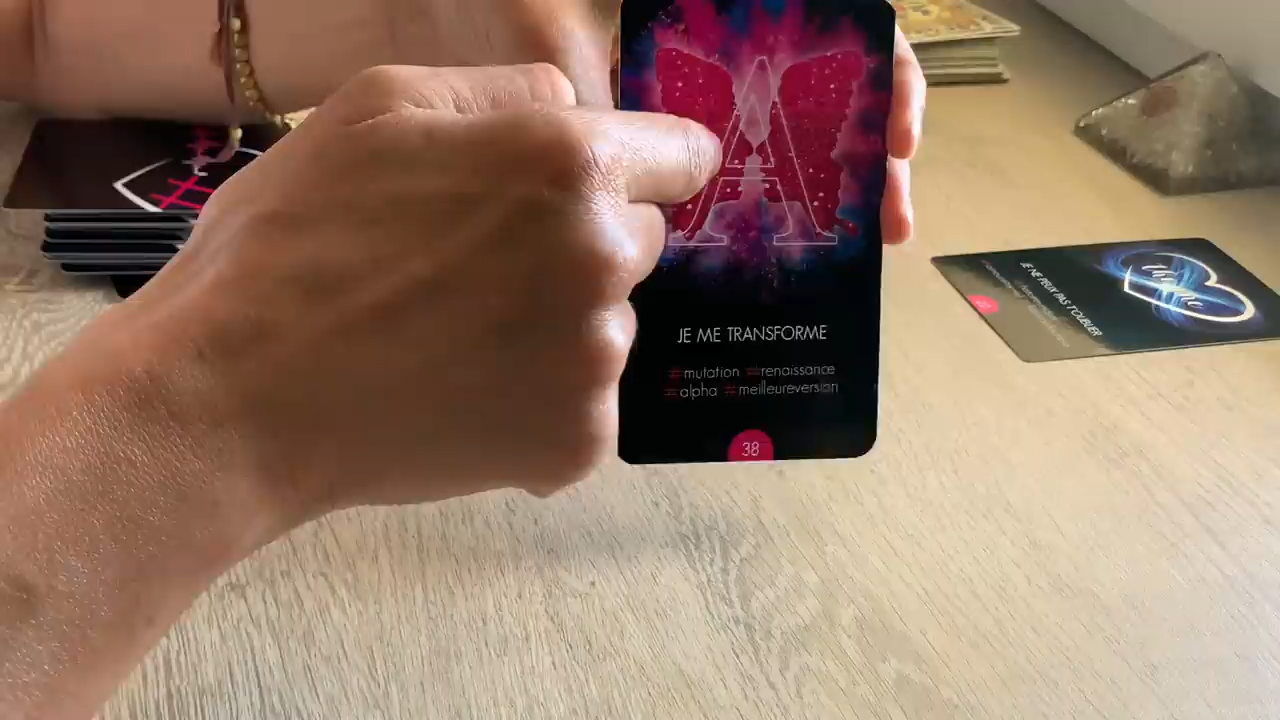 A
JE ME TRANSFORME
#mutation #renaissance
#alpha #meilleureversion
38
JE NE PEUX PAS T'OUBLIER